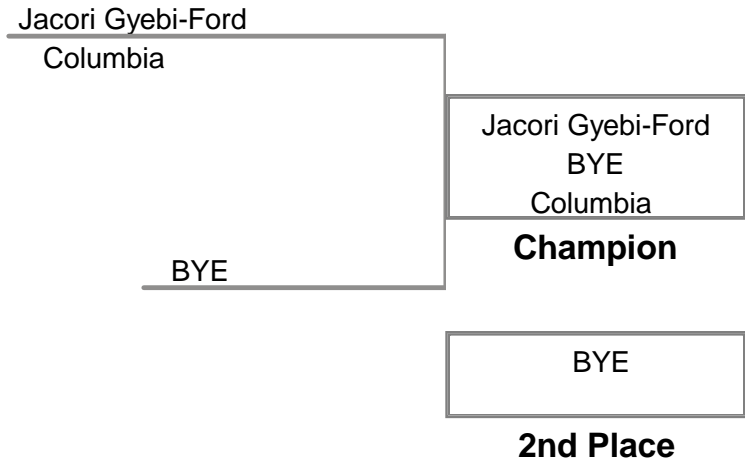 Jacori Gyebi-Ford
Columbia
Jacori Gyebi-Ford
BYE
Columbia
Champion
BYE
BYE
2nd Place